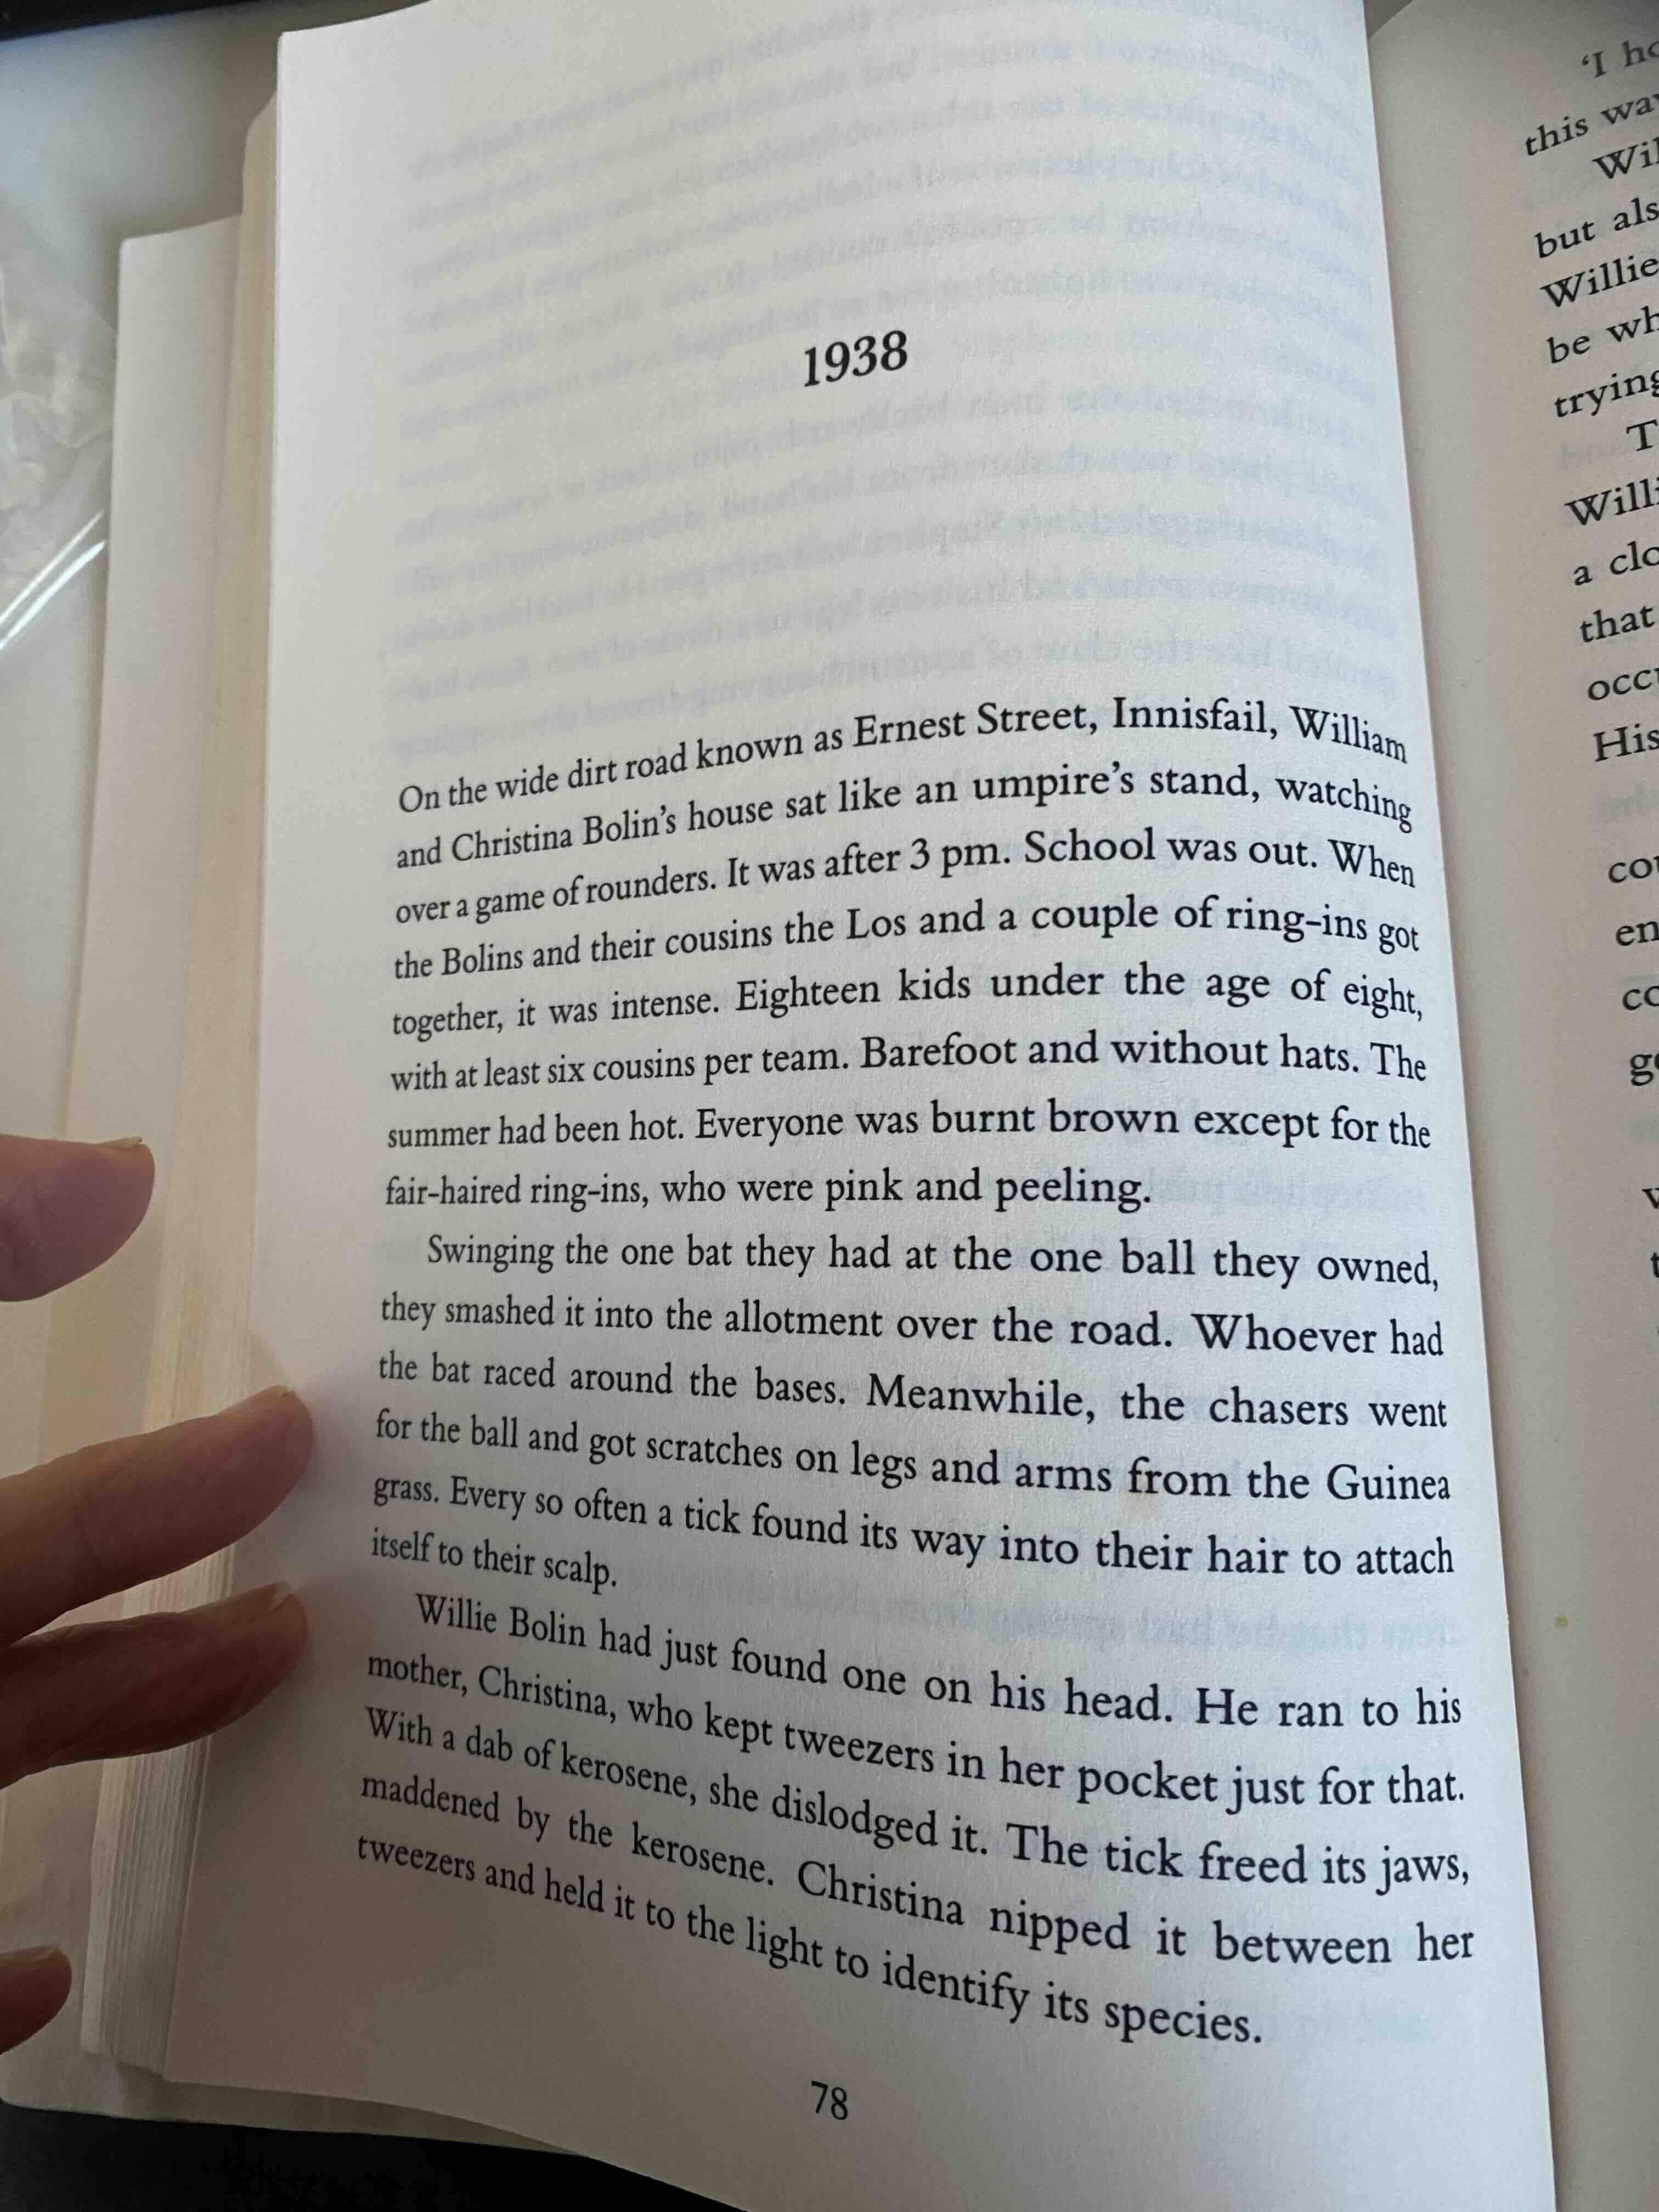 1938
On the wide dirt road known as Ernest Street, Innisfail, William
and Christina Bolin’s house sat like an umpire’s stand, watching
over a game of rounders. It was after 3 pm. School was out. When
the Bolins and their cousins the Los and a couple of ring-ins got
together, it was intense. Eighteen kids under the age of eight,
with at least six cousins per team. Barefoot and without hats. The
summer had been hot. Everyone was burnt brown except for the
fair-haired ring-ins, who were pink and peeling.
Swinging the one bat they had at the one ball they owned,
they smashed it into the allotment over the road. Whoever had
the bat raced around the bases. Meanwhile, the chasers went
for the ball and got scratches on legs and arms from the Guinea
grass. Every so often a tick found its way into their hair to attach
itself to their scalp.
Willie Bolin had just found one on his head. He ran to his
mother, Christina, who kept tweezers in her pocket just for that.
With a dab of kerosene, she dislodged it. The tick freed its jaws,
maddened by the kerosene. Christina nipped it between her
tweezers and held it to the light to identify its species.
78
‘I
this
but
Willie
be
a
that
His